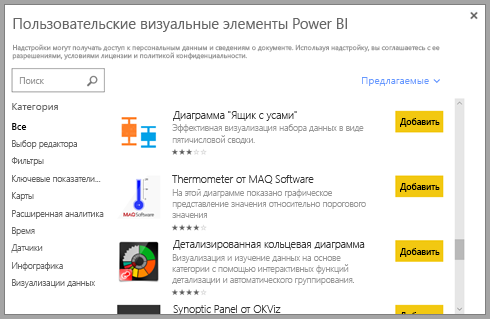 Пользовательские визуальные элементы Power BI
Надстройки могут получать доступ к персональным данным и сведениям о документе. Используя надстройку, вы соглашаетесь с ее
разрешениями, условиями лицензии и политикой конфиденциальности.
Поиск
Предлагаемые
Категория
Все
Выбор редактора
Фильтры
Ключевые показатели...
Карты
Расширенная аналитика
Время
Датчики
Инфографика
Визуализации данных
Диаграмма "Ящик с усами"
Эффективная визуализация набора данных в виде
пятичисловой сводки.
Добавить
MAQ Software
Thermometer от MAQ Software
На этой диаграмме показано графическое
представление значения относительно порогового
значения
Добавить
Детализированная кольцевая диаграмма
Визуализация и изучение данных на основе
категории с помощью интерактивных функций
детализации и автоматического группирования.
Добавить
Synoptic Panel от OKViz